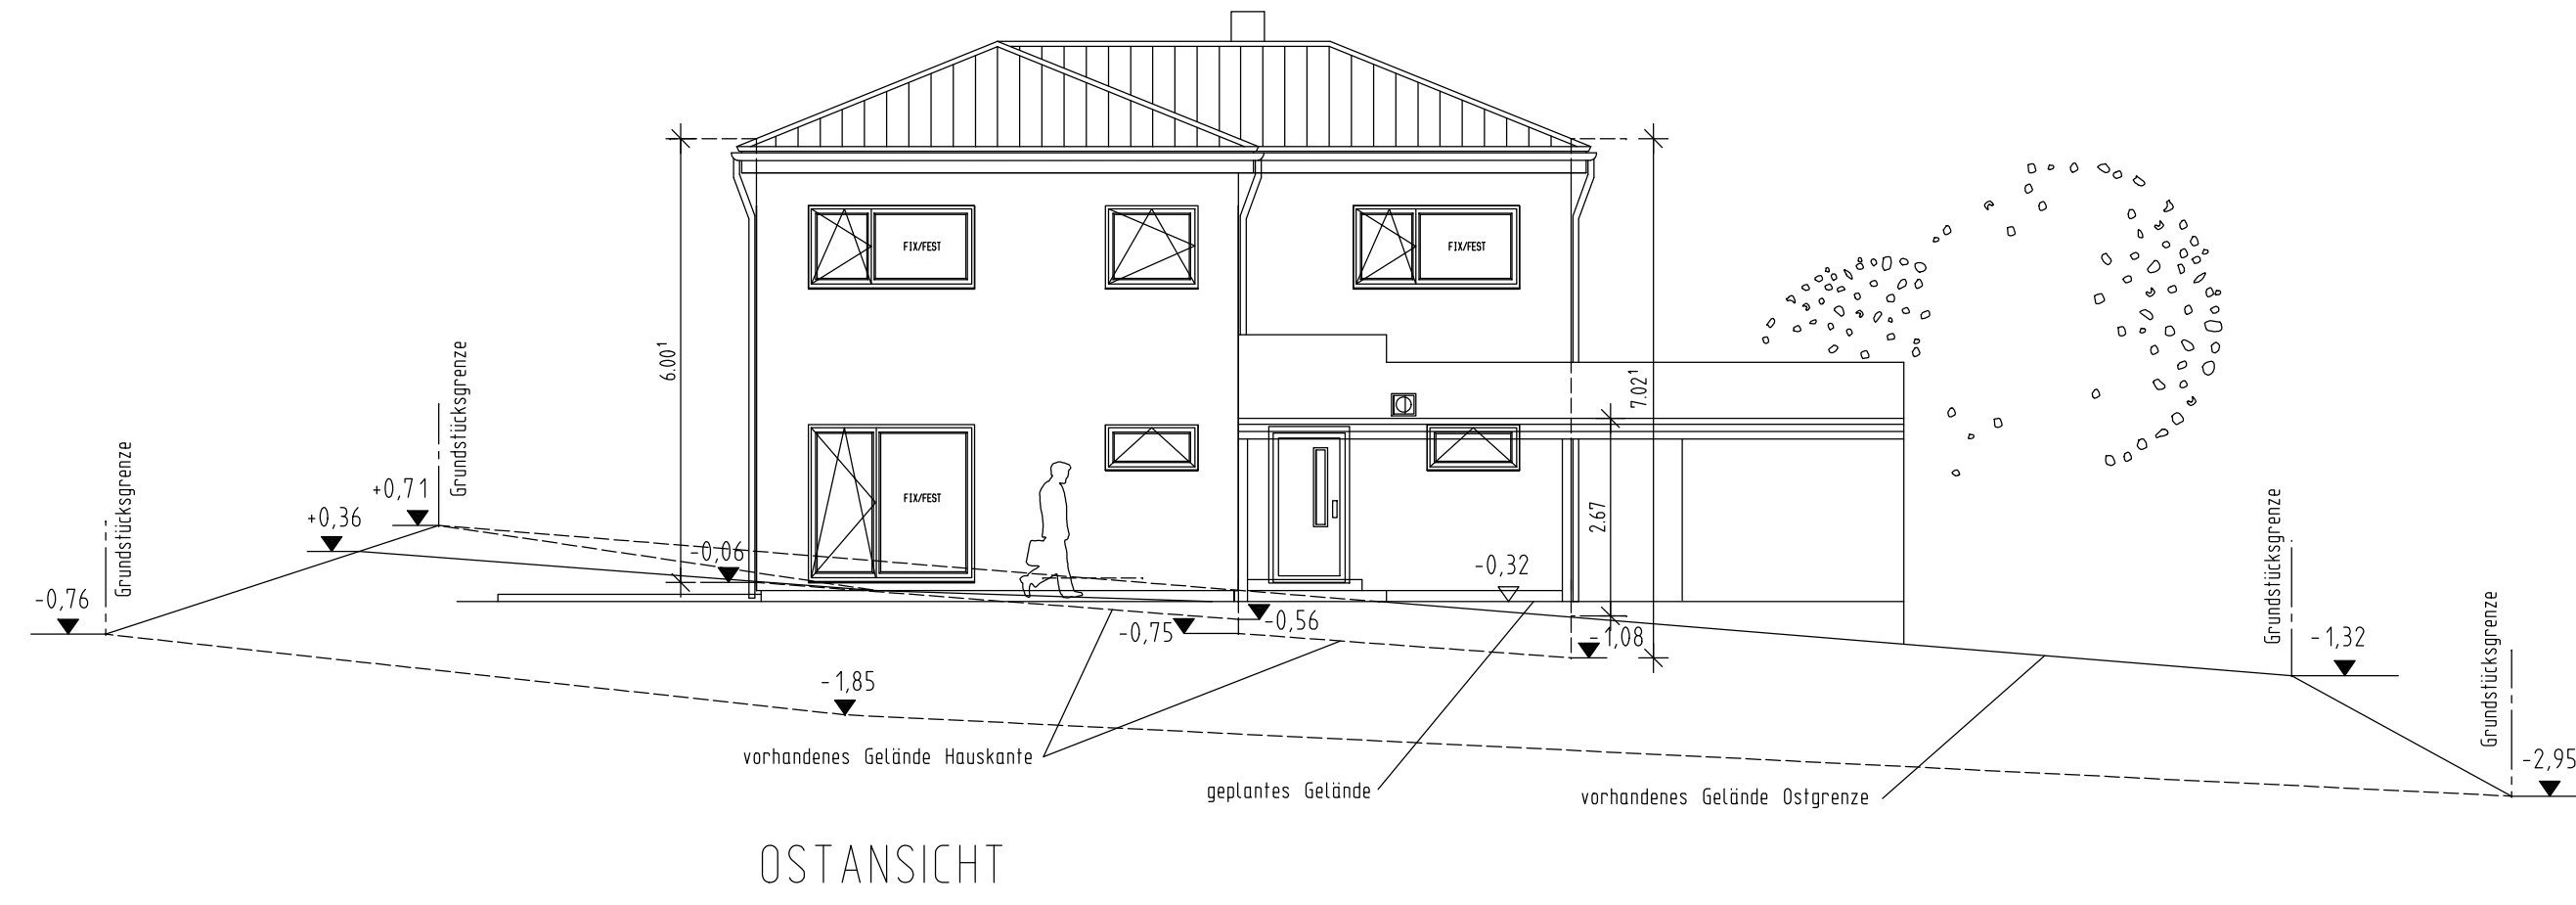 FIX/FEST
FIX/FEST
6.00¹
7.02¹
Grundstücksgrenze
Grundstücksgrenze
+0,71
+0,36
-0,76
FIX/FEST
-0,06
2.67
-0,32
-0,75
-0,56
-1,08
Grundstücksgrenze
-1,32
Grundstücksgrenze
-2,95
-1,85
vorhandenes Gelände Hauskante
geplantes Gelände
vorhandenes Gelände Ostgrenze
OSTANSICHT